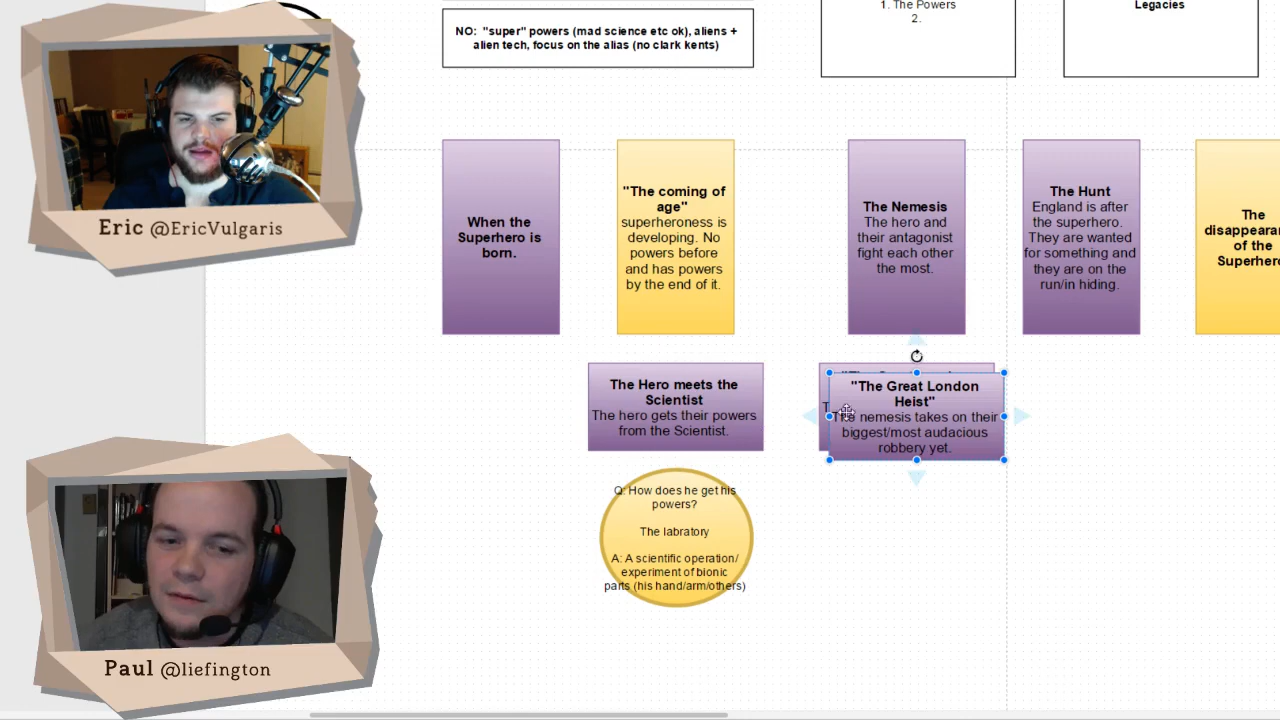 1. The Powers
2.
Legacies
NO: "super" powers (mad science etc ok), aliens +
alien tech, focus on the alias (no clark kents)
Eric @EricVulgaris
When the
Superhero is
born.
"The coming of
age"
superheroness is
developing. No
powers before
and has powers
by the end of it.
The Nemesis
The hero and
their antagonist
fight each other
the most.
The Hunt
England is after
the superhero.
They are wanted
for something and
they are on the
run/in hiding.
The
of the
The Hero meets the
Scientist
The hero gets their powers
from the Scientist.
"The Great London
Heist"
The nemesis takes on their
biggest/most audacious
robbery yet.
Q: How does he get his
powers?
The labratory
A: A scientific operation/
experiment of bionic
parts (his hand/arm/others)
Paul @liefington